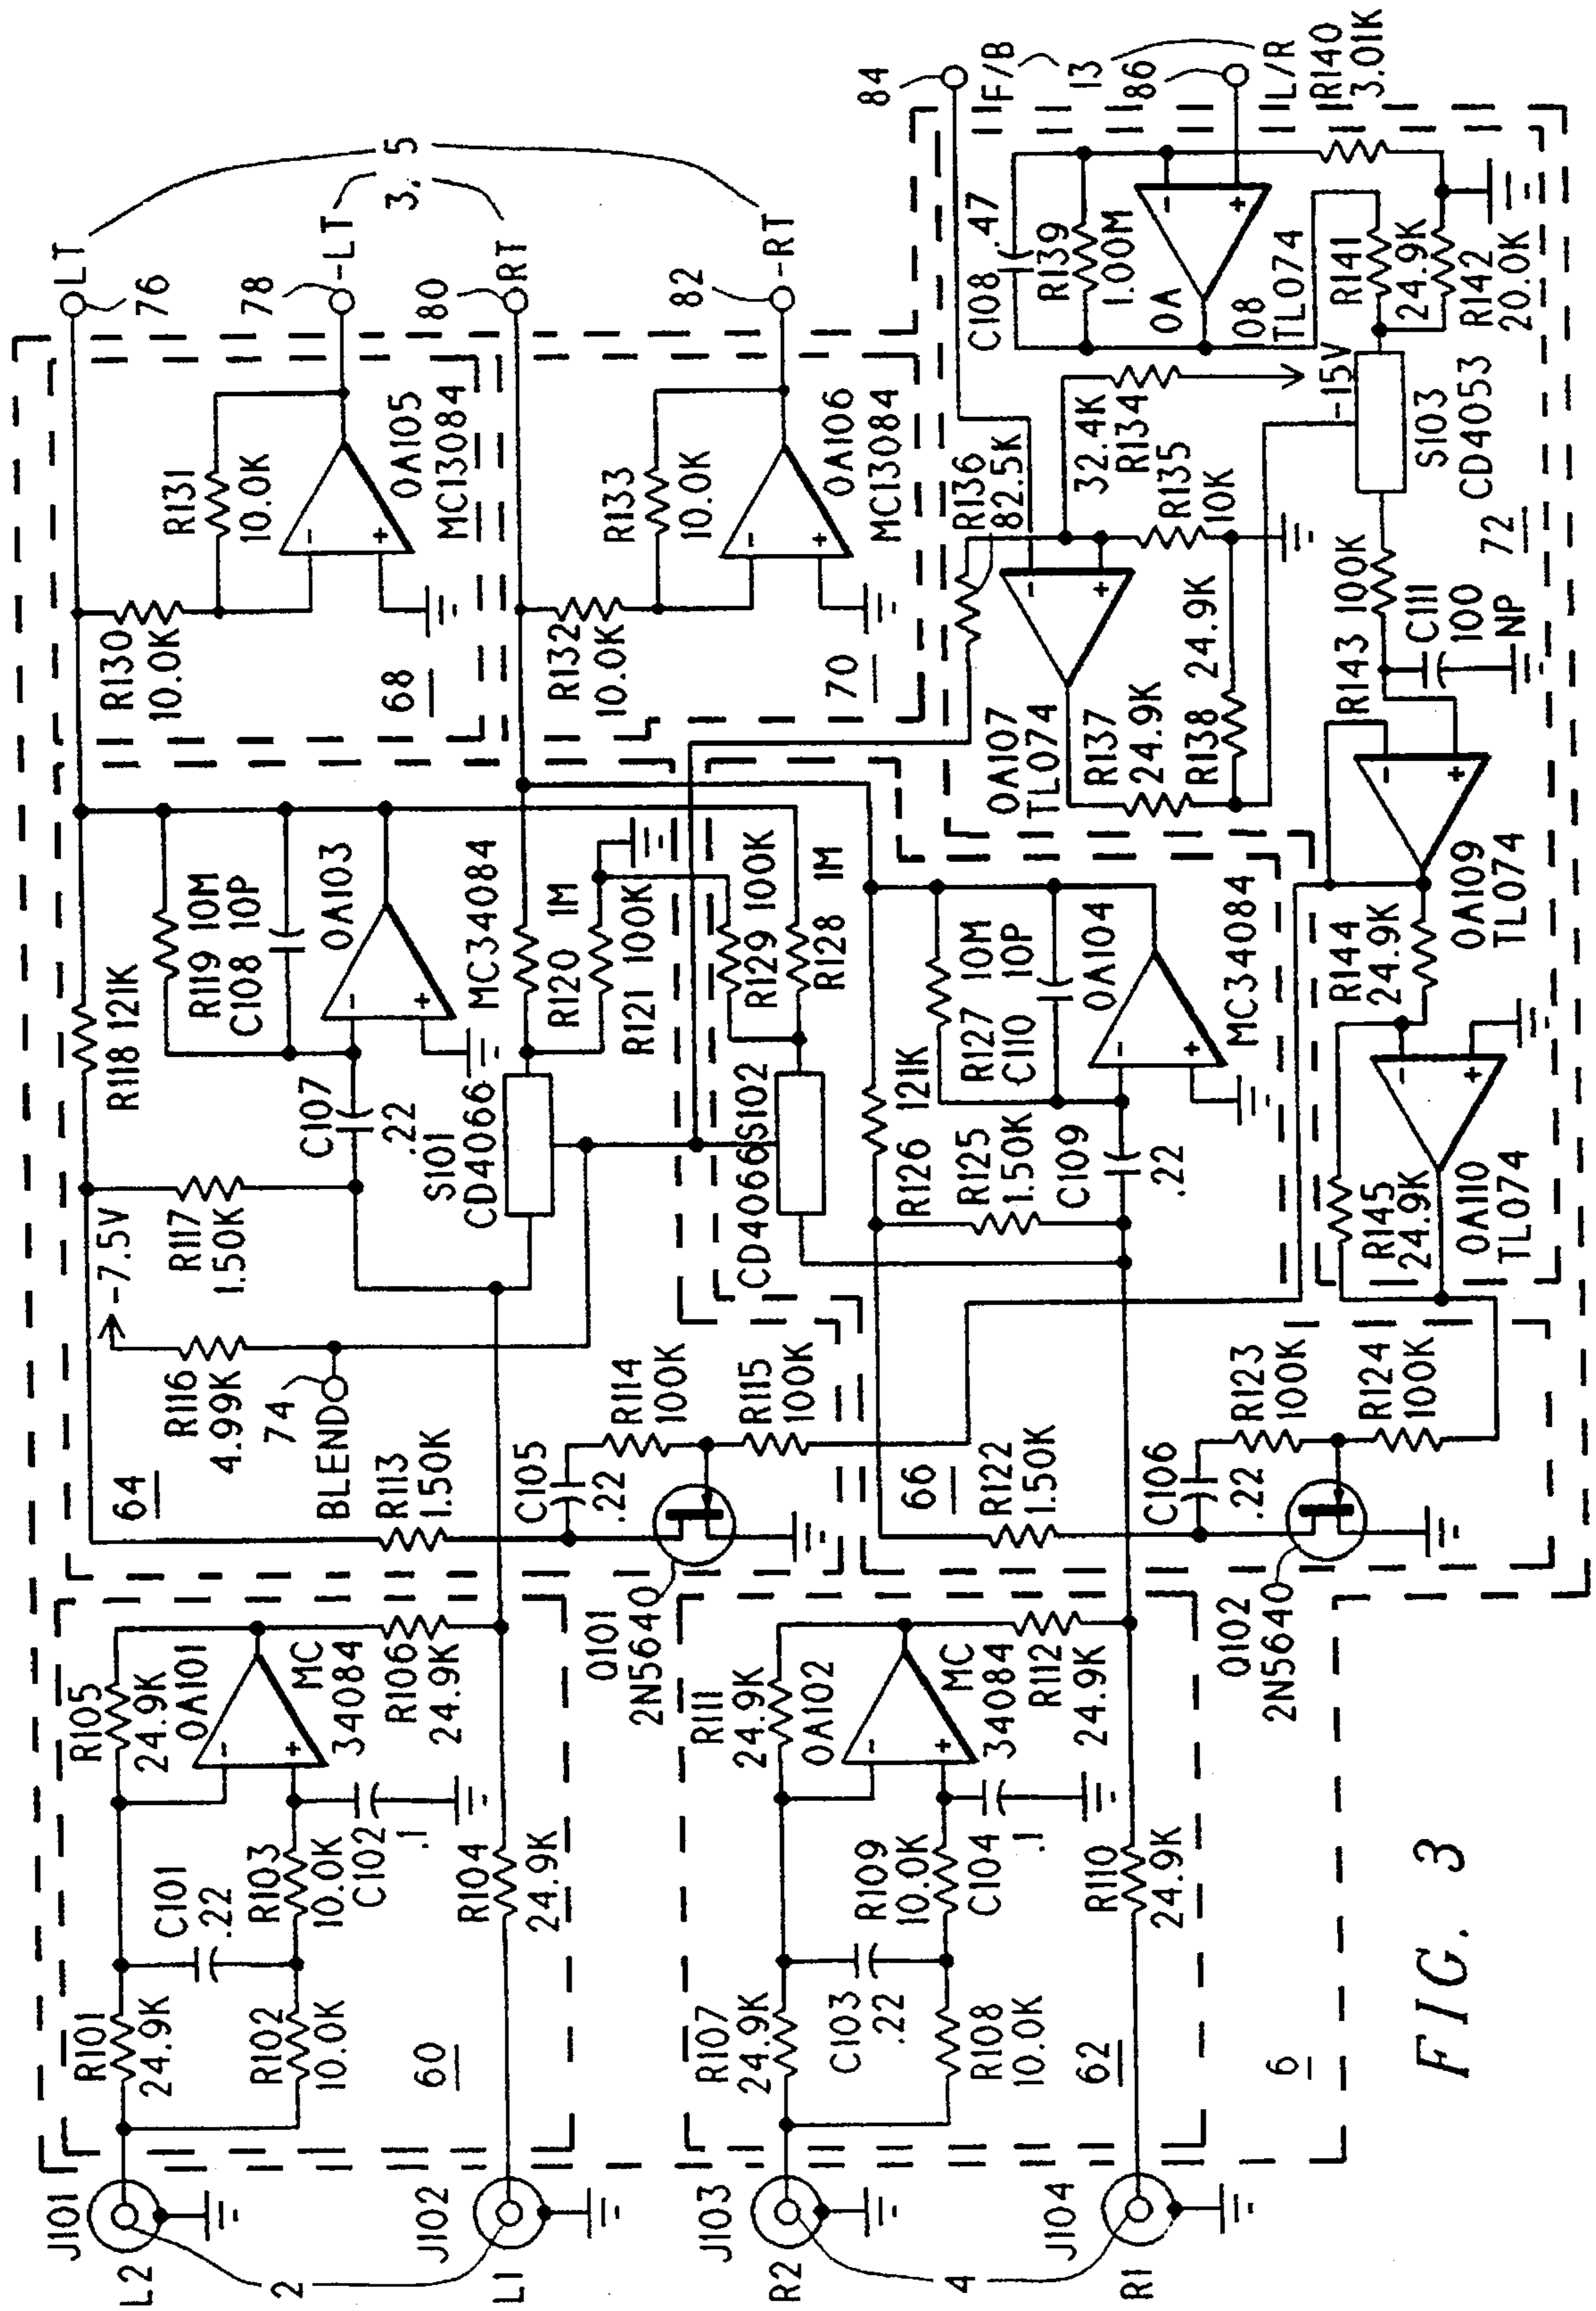 J101
L2
2
J102
L1
J103
R2
4
J104
R1
R101
24.9K
R102
10.0K
C101
.22
R103
10.0K
C102
.1
R104
24.9K
R105
24.9K
OA101
MC
34084
R106
24.9K
60
R107
24.9K
C103
.22
R108
10.0K
R109
10.0K
C104
.1
R110
24.9K
R111
24.9K
OA102
MC
34084
R112
24.9K
62
6
FIG. 3
64
R116
4.99K
74
BLEND
-7.5V
R117
1.50K
R113
1.50K
C105
.22
R114
100K
R115
100K
Q101
2N5640
R118 121K
R119 10M
C108 10P
C107
.22
OA103
MC34084
S101
CD4066
R120 1M
R121 100K
CD4066
S102
R129 100K
R128 1M
66
R122
1.50K
C106
.22
R123
100K
R124
100K
Q102
2N5640
R126 121K
R125
1.50K
R127 10M
C110 10P
C109
.22
OA104
MC34084
R130
10.0K
R131
10.0K
68
OA105
MC13084
R132
10.0K
R133
10.0K
70
OA106
MC13084
LT
76
78
-LT
3,
5
80
RT
82
-RT
84
F/B
13
86
L/R
R140
3.01K
R136
82.5K
32.4K
R134
R135
10K
-15V
OA107
TL074
R137
24.9K
R138
24.9K
C108
.47
R139
1.00M
OA
108
TL074
R141
24.9K
R142
20.0K
S103
CD4053
72
R143 100K
C111
100
NP
OA109
TL074
R144
24.9K
R145
24.9K
OA110
TL074